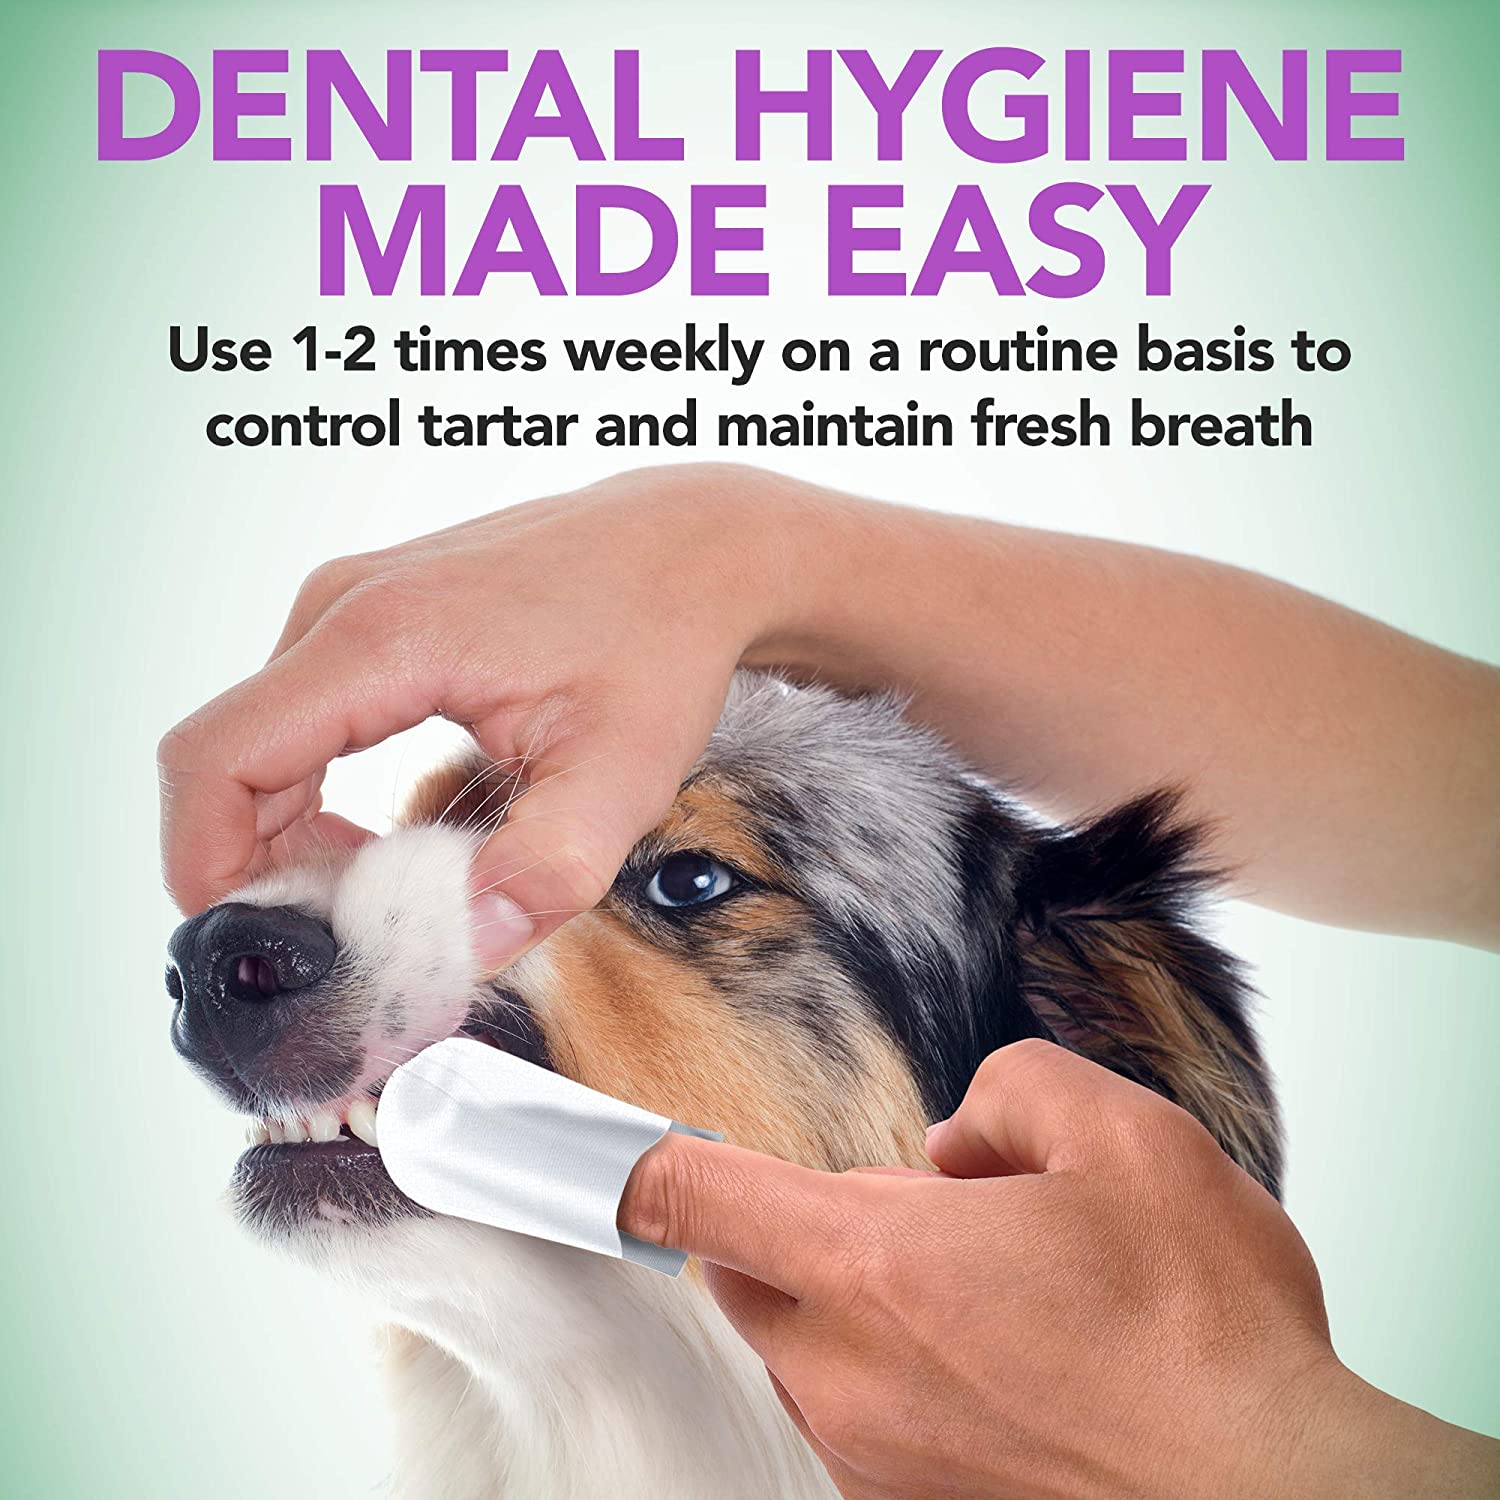 DENTAL HYGIENE
MADE EASY
Use 1-2 times weekly on a routine basis to
control tartar and maintain fresh breath